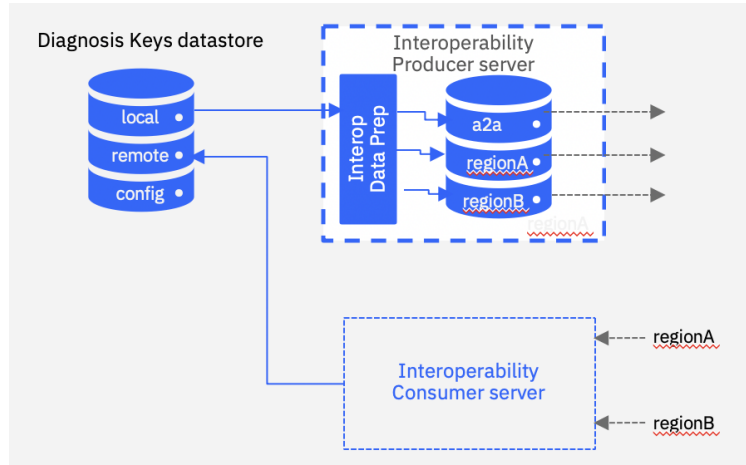 Diagnosis Keys datastore
local
remote
config
Interoperability
Producer server
Interop
Data Prep
a2a
regionA
regionB
regionA
Interoperability
Consumer server
regionA
regionB